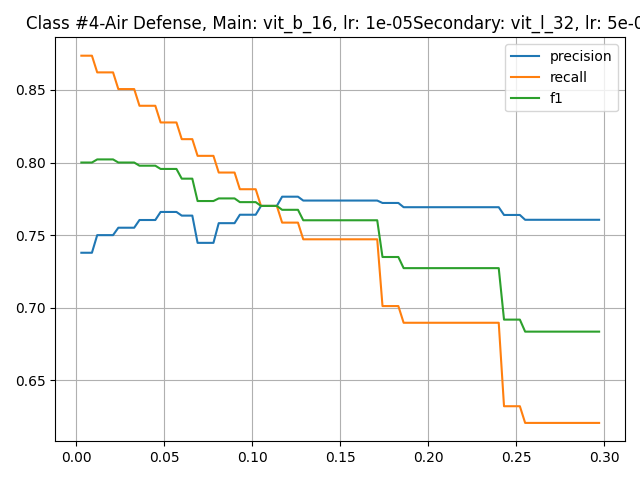 Class #4-Air Defense, Main: vit_b_16, lr: 1e-05Secondary: vit_l_32, lr: 5e-0
precision
recall
f1
0.85
0.80
0.75
0.70
0.65
0.00 0.05 0.10 0.15 0.20 0.25 0.30